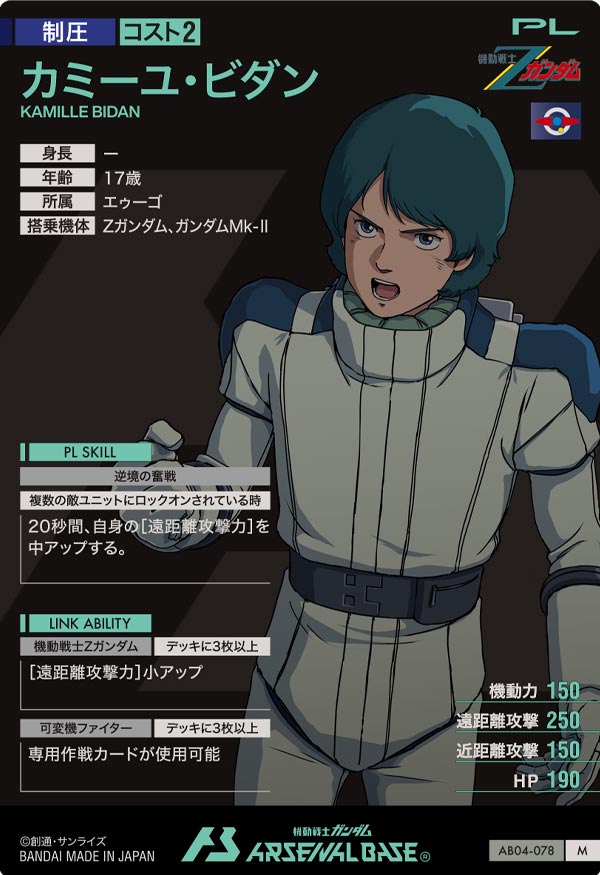 制圧 コスト2 PL
カミーユ・ビダン
KAMILLE BIDAN
機動戦士 Zガンダム
身長 ー
年齢 17歳
所属 エゥーゴ
搭乗機体 Zガンダム、ガンダムMk-II
PL SKILL
逆境の奮戦
複数の敵ユニットにロックオンされている時
20秒間、自身の[遠距離攻撃力]を
中アップする。
LINK ABILITY
機動戦士Zガンダム デッキに3枚以上
[遠距離攻撃力]小アップ
可変機ファイター デッキに3枚以上
専用作戦カードが使用可能
機動力 150
遠距離攻撃 250
近距離攻撃 150
HP 190
©創通・サンライズ
BANDAI MADE IN JAPAN
機動戦士ガンダム
ARSENAL BASE®
AB04-078 M